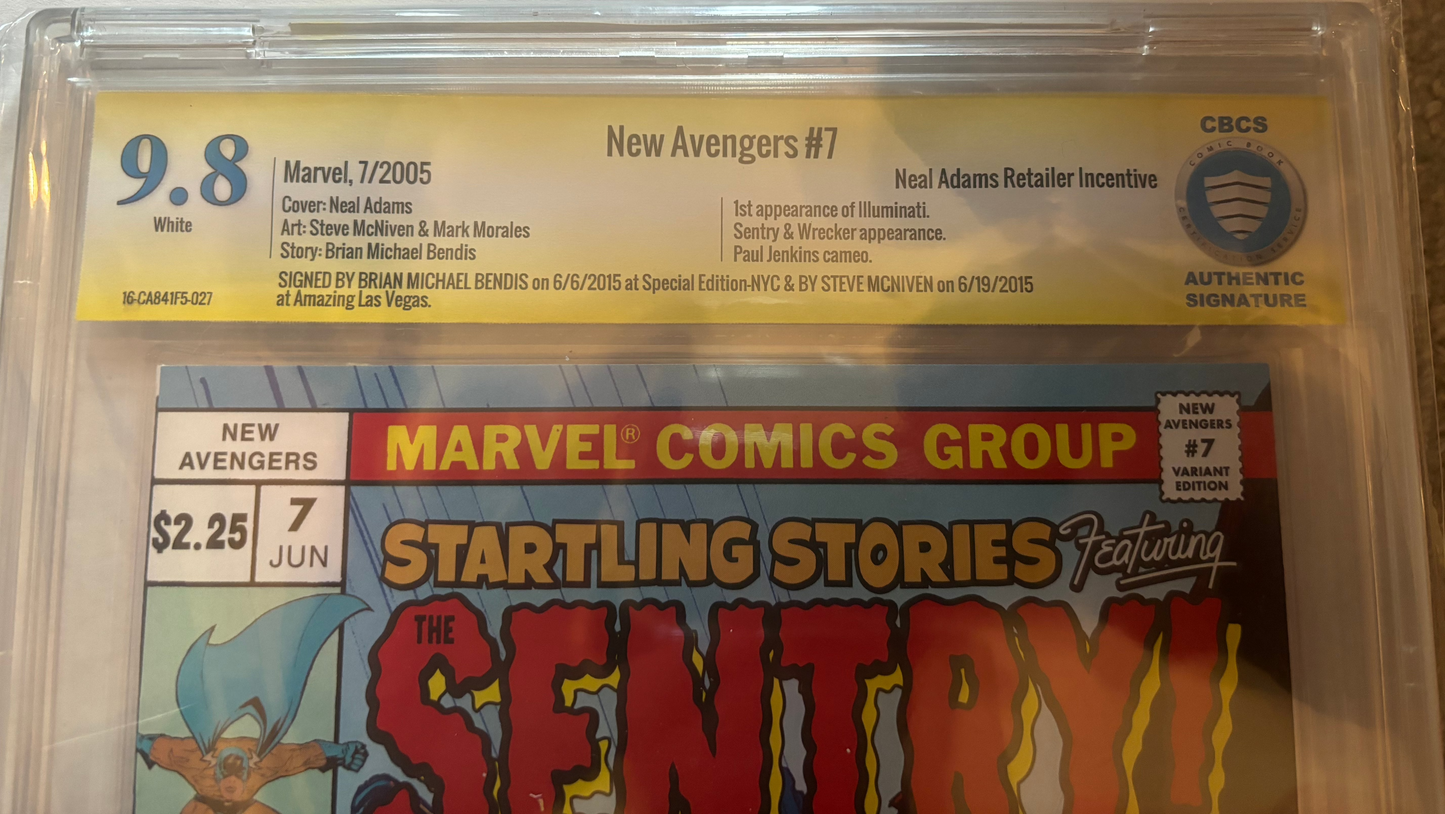 9.8
White
16-CA841F5-027
New Avengers #7
Marvel, 7/2005
Neal Adams Retailer Incentive
Cover: Neal Adams
Art: Steve McNiven & Mark Morales
Story: Brian Michael Bendis
1st appearance of Illuminati.
Sentry & Wrecker appearance.
Paul Jenkins cameo.
SIGNED BY BRIAN MICHAEL BENDIS on 6/6/2015 at Special Edition-NYC & BY STEVE MCNIVEN on 6/19/2015
at Amazing Las Vegas.
CBCS
COMIC BOOK
CERTIFICATION SERVICE
AUTHENTIC
SIGNATURE
NEW
AVENGERS
$2.25
7
JUN
MARVEL® COMICS GROUP
NEW
AVENGERS
#7
VARIANT
EDITION
STARTLING STORIES Featuring
THE
SENTRY!